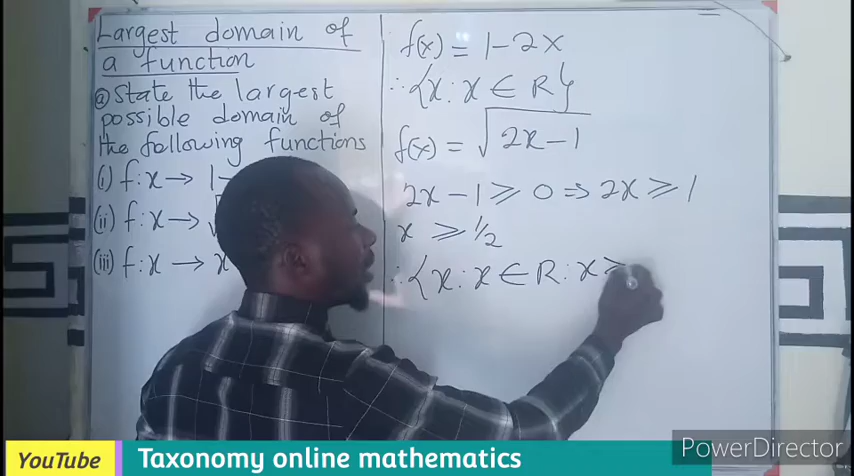 Largest domain of
a function
ⓐ State the largest
possible domain of
the following functions
(i) f:x → 1-
(ii) f:x → √
(iii) f:x → x
f(x) = 1-2x
∴ {x:x ∈ R}
f(x) = √2x-1
2x-1 ≥ 0 ⇒ 2x ≥ 1
x ≥ 1/2
∴ {x:x ∈ R:x ≥
PowerDirector
YouTube Taxonomy online mathematics